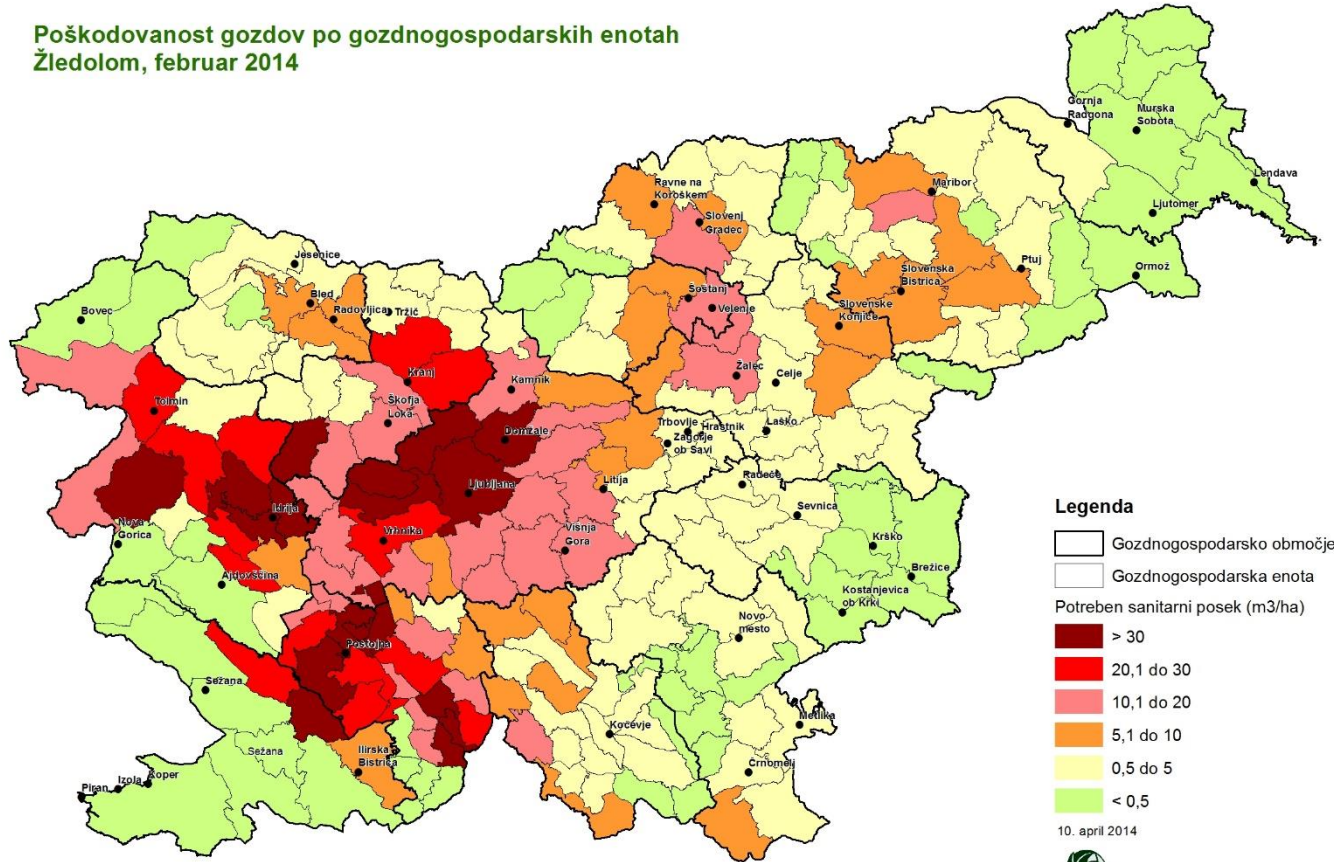 Poškodovanost gozdov po gozdnogospodarskih enotah
Žledolom, februar 2014
Gornja
Radgona
Murska
Sobota
Lendava
Ljutomer
Ormož
Maribor
Ptuj
Ravne na
Koroškem
Slovenj
Gradec
Slovenska
Bistrica
Slovenske
Konjice
Šoštanj
Velenje
Žalec
Celje
Jesenice
Bled
Radovljica
Tržič
Bovec
Kranj
Kamnik
Škofja
Loka
Tolmin
Domžale
Trbovlje
Hrastnik
Zagorje
ob Savi
Laško
Ljubljana
Litija
Radeče
Sevnica
Idrija
Vrhnika
Višnja
Gora
Nova
Gorica
Ajdovščina
Krško
Brežice
Kostanjevica
ob Krki
Novo
mesto
Postojna
Sežana
Sežana
Kočevje
Metlika
Črnomelj
Ilirska
Bistrica
Koper
Izola
Piran
Legenda
Gozdnogospodarsko območje
Gozdnogospodarska enota
Potreben sanitarni posek (m3/ha)
> 30
20,1 do 30
10,1 do 20
5,1 do 10
0,5 do 5
< 0,5
10. april 2014